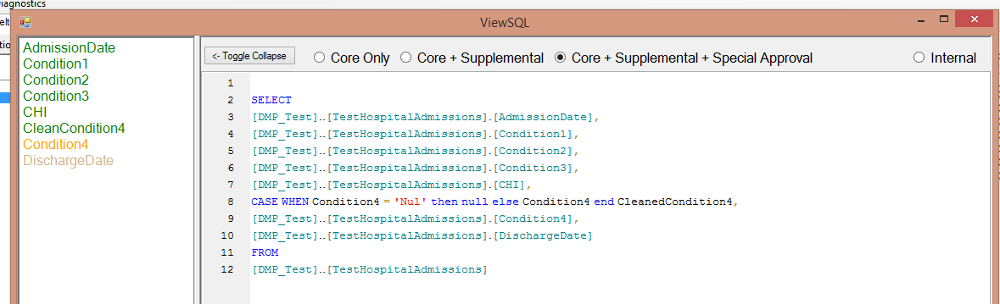 iagnostics
elt
ViewSQL
tio
AdmissionDate
Condition1
Condition2
Condition3
CHI
CleanCondition4
Condition4
DischargeDate
<- Toggle Collapse
Core Only
Core + Supplemental
Core + Supplemental + Special Approval
Internal
1
2 SELECT
3 [DMP_Test]..[TestHospitalAdmissions].[AdmissionDate],
4 [DMP_Test]..[TestHospitalAdmissions].[Condition1],
5 [DMP_Test]..[TestHospitalAdmissions].[Condition2],
6 [DMP_Test]..[TestHospitalAdmissions].[Condition3],
7 [DMP_Test]..[TestHospitalAdmissions].[CHI],
8 CASE WHEN Condition4 = 'Nul' then null else Condition4 end CleanedCondition4,
9 [DMP_Test]..[TestHospitalAdmissions].[Condition4],
10 [DMP_Test]..[TestHospitalAdmissions].[DischargeDate]
11 FROM
12 [DMP_Test]..[TestHospitalAdmissions]